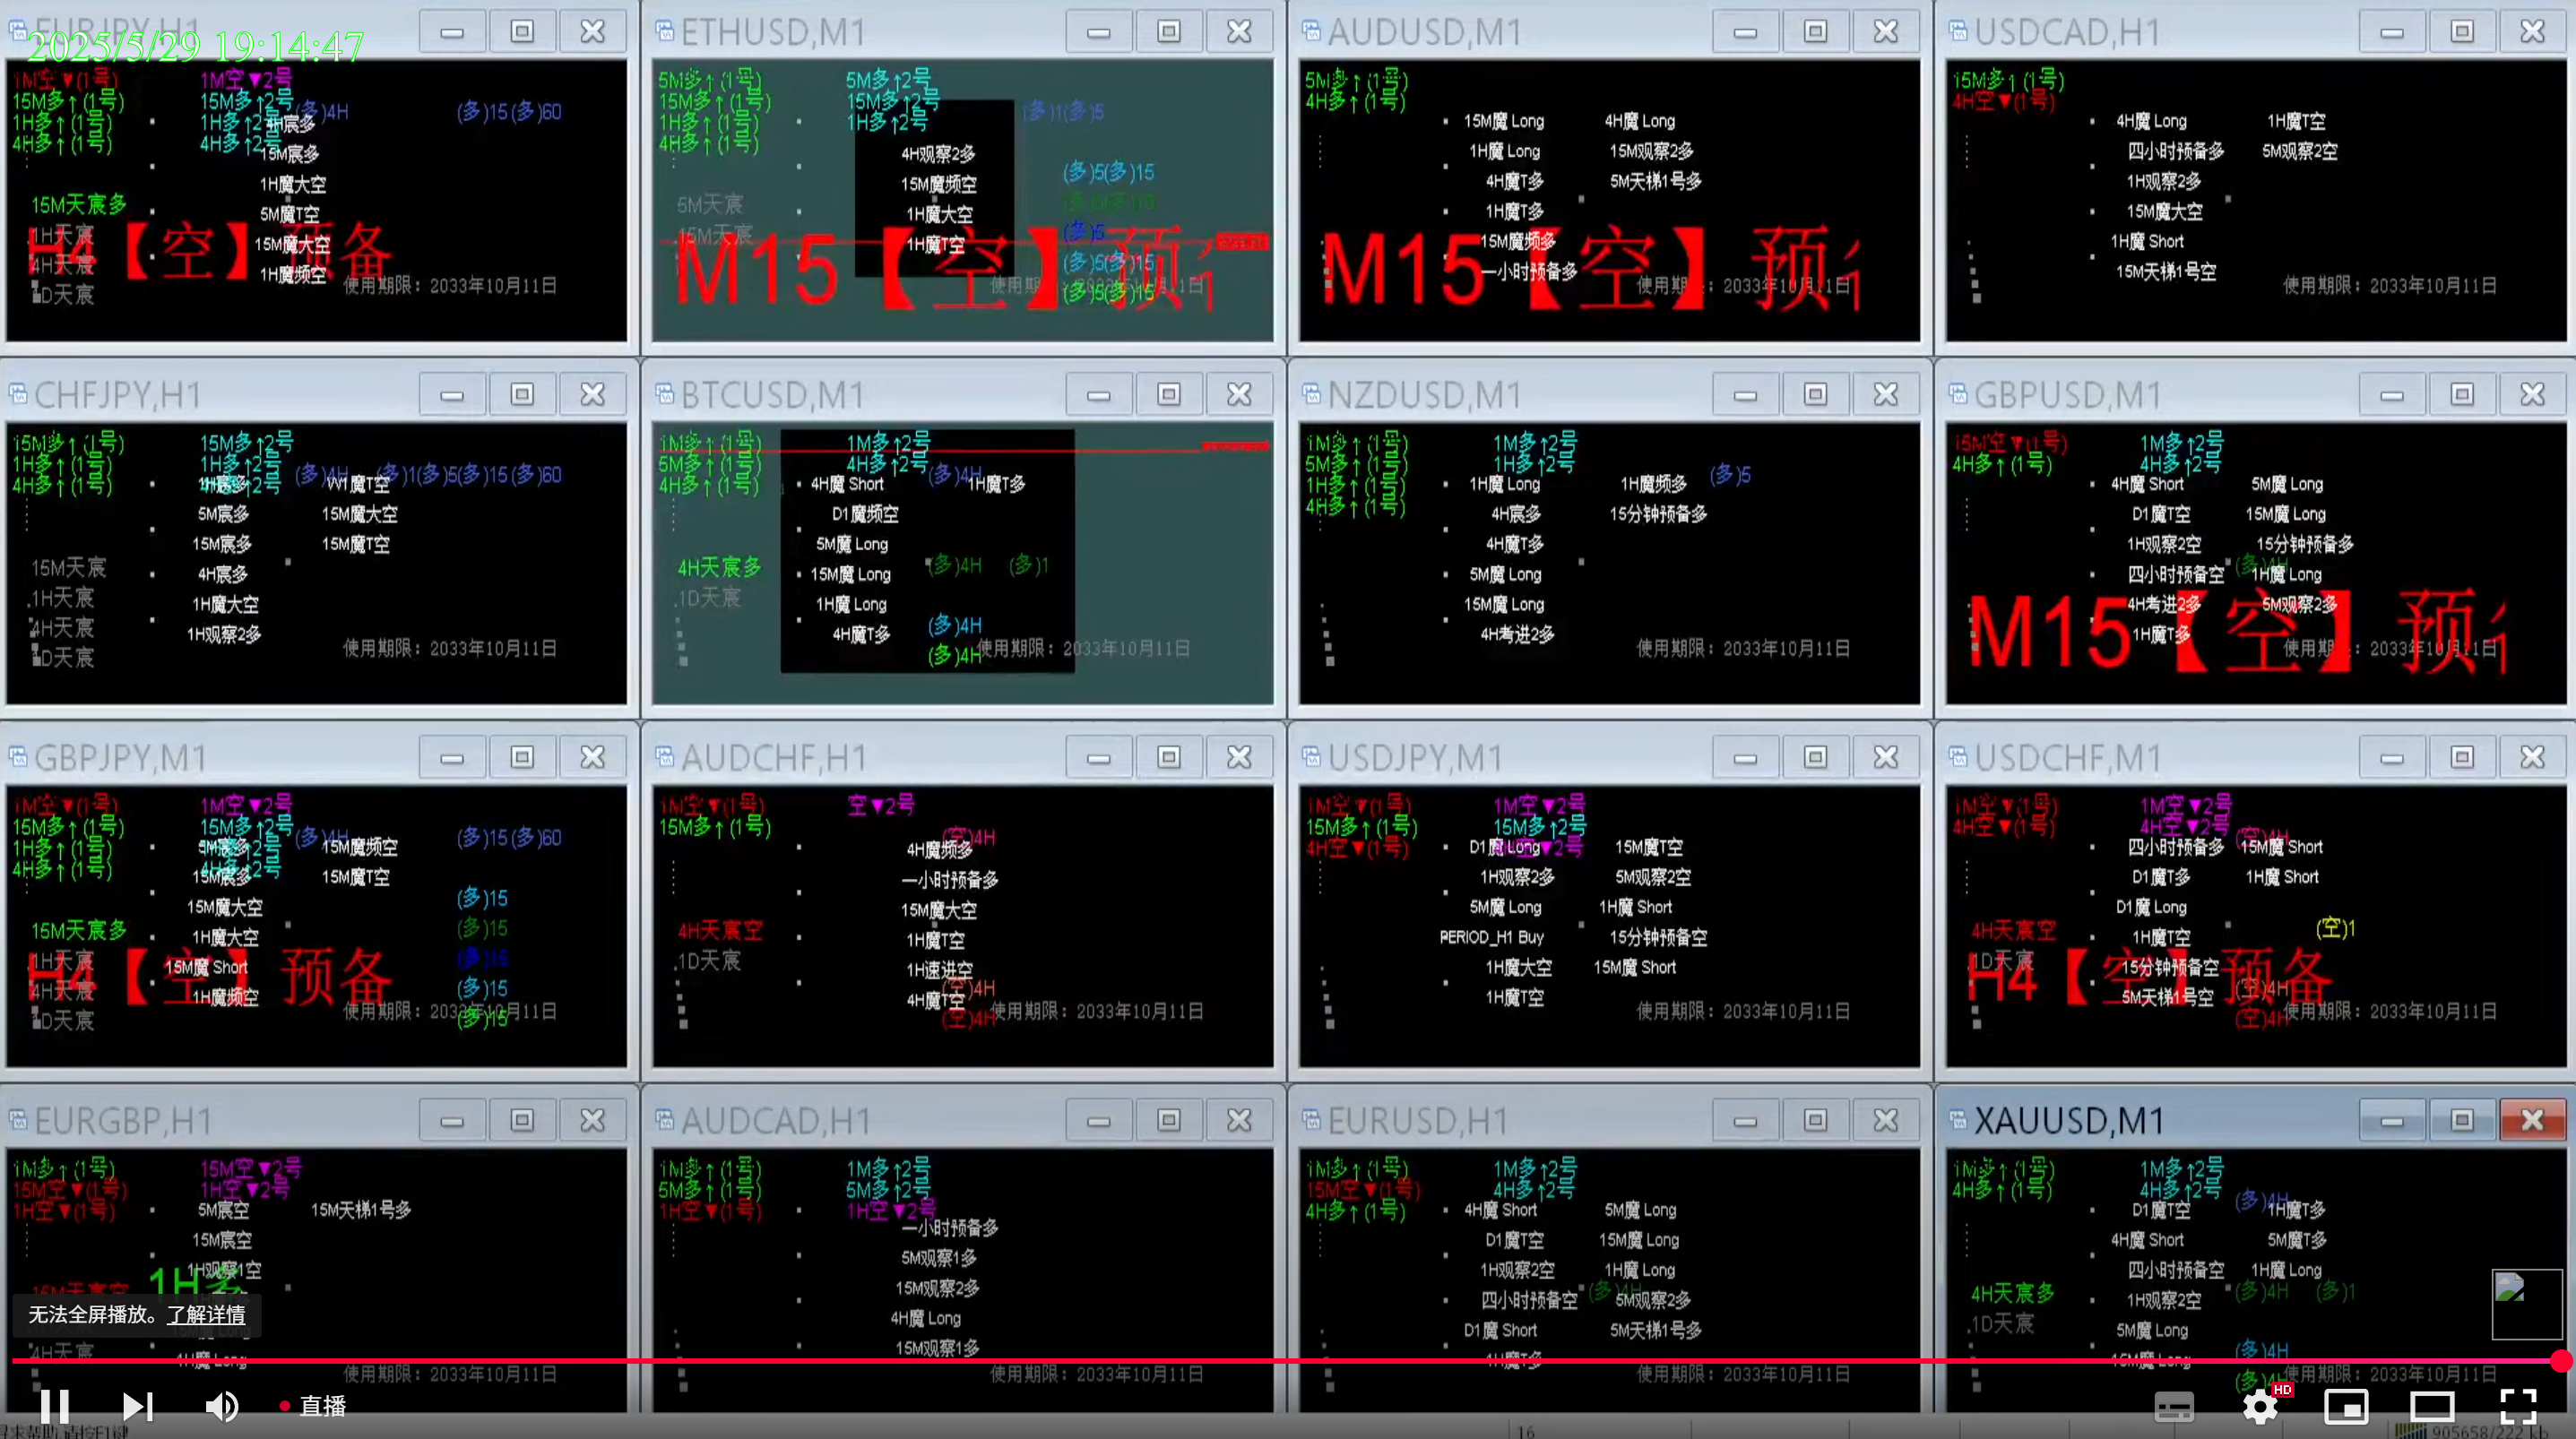 2025/5/29 19:14:47
EURJPY,H1
1M空▼(1号) 1M空▼2号
15M多↑(1号) 15M多↑2号 (多)4H (多)15(多)60
1H多↑(1号) 1H多↑2号 4H宸多
4H多↑(1号) 4H多↑2号
15M宸多
1H魔大空
15M天宸多
5M魔T空
1H天宸
15M魔大空
H4【空】预备
4H天宸
1H魔频空
使用期限：2033年10月11日
1D天宸
ETHUSD,M1
5M多↑(1号) 5M多↑2号
15M多↑(1号) 15M多↑2号 (多)1(多)5
1H多↑(1号) 1H多↑2号
4H多↑(1号)
4H观察2多
15M魔频空 (多)5(多)15
5M天宸
1H魔大空
15M天宸 (多)5
1H魔T空
M15【空】预
(多)5(多)15
(多)5(多)15
AUDUSD,M1
5M多↑(1号)
4H多↑(1号)
15M魔 Long 4H魔 Long
1H魔 Long 15M观察2多
4H魔T多 5M天梯1号多
1H魔T多
15M魔频多
M15【空】预
一小时预备多
使用期限：2033年10月11日
USDCAD,H1
15M多↑(1号)
4H空▼(1号)
4H魔 Long 1H魔T空
四小时预备多 5M观察2空
1H观察2多
15M魔大空
1H魔 Short
15M天梯1号空
使用期限：2033年10月11日
CHFJPY,H1
15M多↑(1号) 15M多↑2号
1H多↑(1号) 1H多↑2号 (多)4H (多)1(多)5(多)15(多)60
4H多↑(1号) 4H多↑2号 1H宸多 W1魔T空
5M宸多 15M魔大空
15M宸多 15M魔T空
15M天宸 4H宸多
1H天宸 1H魔大空
4H天宸 1H观察2多
1D天宸 使用期限：2033年10月11日
BTCUSD,M1
1M多↑(1号) 1M多↑2号
5M多↑(1号) 4H多↑2号 (多)4H
4H多↑(1号) 4H魔 Short 1H魔T多
D1魔频空
5M魔 Long
4H天宸多 15M魔 Long (多)4H (多)1
1D天宸 1H魔 Long
4H魔T多 (多)4H
(多)4H 使用期限：2033年10月11日
NZDUSD,M1
1M多↑(1号) 1M多↑2号
5M多↑(1号) 1H多↑2号 (多)5
1H多↑(1号) 1H魔 Long 1H魔频多
4H多↑(1号) 4H宸多 15分钟预备多
4H魔T多
5M魔 Long
15M魔 Long
4H考进2多
使用期限：2033年10月11日
GBPUSD,M1
15M空▼(1号) 1M多↑2号
4H多↑(1号) 4H多↑2号
4H魔 Short 5M魔 Long
D1魔T空 15M魔 Long
1H观察2空 15分钟预备多
四小时预备空 (多)4H 1H魔 Long
4H考进2多 5M观察2多
1H魔T多
M15【空】预
使用期限：2033年10月11日
GBPJPY,M1
1M空▼(1号) 1M空▼2号
15M多↑(1号) 15M多↑2号 (多)4H (多)15(多)60
1H多↑(1号) 1H多↑2号 5M宸多 15M魔频空
4H多↑(1号) 4H多↑2号 15M宸多 15M魔T空
15M魔大空 (多)15
15M天宸多 1H魔大空 (多)15
1H天宸 15M魔 Short (多)15
H4【空】预备
4H天宸 1H魔频空 (多)15
1D天宸 (多)15 使用期限：2033年10月11日
AUDCHF,H1
1M空▼(1号) 空▼2号
15M多↑(1号) (空)4H
4H魔频多
一小时预备多
15M魔大空
4H天宸空 1H魔T空
1D天宸 1H速进空
4H魔T空 (空)4H
(空)4H 使用期限：2033年10月11日
USDJPY,M1
1M空▼(1号) 1M空▼2号
15M多↑(1号) 15M多↑2号
4H空▼(1号) D1魔 Long 4H空▼2号 15M魔T空
1H观察2多 5M观察2空
5M魔 Long 1H魔 Short
PERIOD_H1 Buy 15分钟预备空
1H魔大空 15M魔 Short
1H魔T空
使用期限：2033年10月11日
USDCHF,M1
1M空▼(1号) 1M空▼2号
4H空▼(1号) 4H空▼2号 (空)4H
四小时预备多 15M魔 Short
D1魔T多 1H魔 Short
D1魔 Long
4H天宸空 1H魔T空 (空)1
1D天宸 15分钟预备空
H4【空】预备
5M天梯1号空 (空)4H
(空)4H 使用期限：2033年10月11日
EURGBP,H1
1M多↑(1号) 15M空▼2号
15M空▼(1号) 1H空▼2号
1H空▼(1号) 5M宸空 15M天梯1号多
15M宸空
1H观察1空
15M天宸空 1H多
无法全屏播放。了解详情
4H天宸 4H魔 Long
使用期限：2033年10月11日
AUDCAD,H1
1M多↑(1号) 1M多↑2号
5M多↑(1号) 5M多↑2号
1H空▼(1号) 1H空▼2号
一小时预备多
5M观察1多
15M观察2多
4H魔 Long
15M观察1多
使用期限：2033年10月11日
EURUSD,H1
1M多↑(1号) 1M多↑2号
15M空▼(1号) 4H多↑2号
4H多↑(1号) 4H魔 Short 5M魔 Long
D1魔T空 15M魔 Long
1H观察2空 1H魔 Long
四小时预备空 (多)4H 5M观察2多
D1魔 Short 5M天梯1号多
1H魔T多
使用期限：2033年10月11日
XAUUSD,M1
1M多↑(1号) 1M多↑2号
4H多↑(1号) 4H多↑2号 (多)4H
D1魔T空 1H魔T多
4H魔 Short 5M魔T多
四小时预备空 1H魔 Long
4H天宸多 1H观察2空 (多)4H (多)1
1D天宸 5M魔 Long
15M魔 Long (多)4H
(多)4H 使用期限：2033年10月11日
直播
HD
16
905658/222 kb